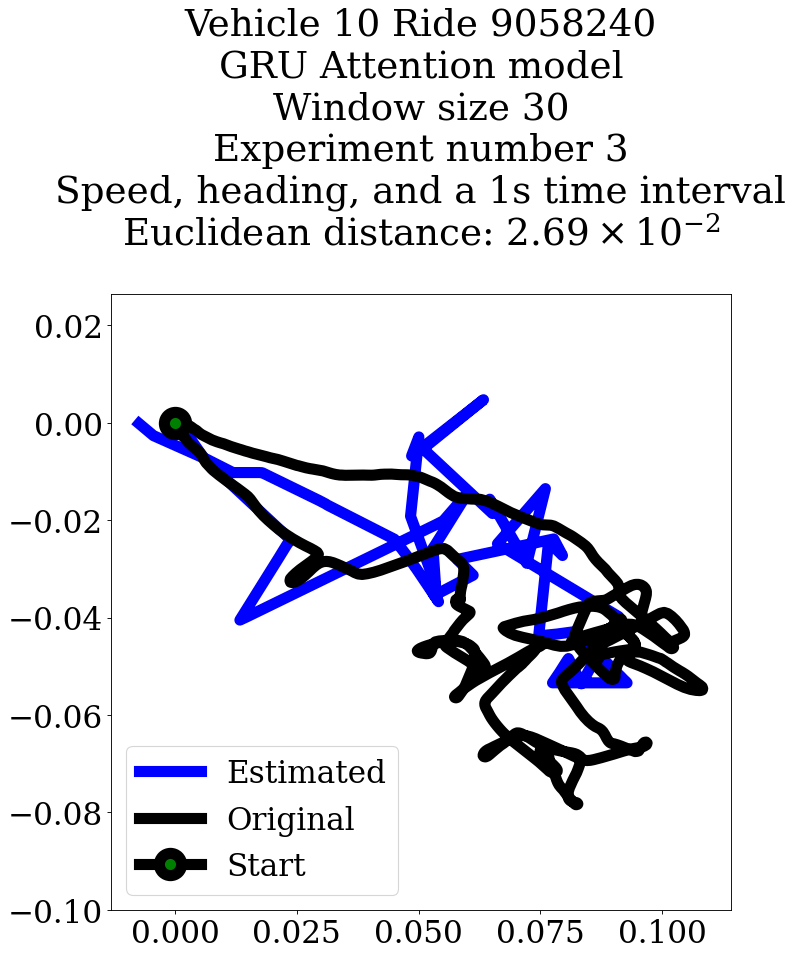 Vehicle 10 Ride 9058240
GRU Attention model
Window size 30
Experiment number 3
Speed, heading, and a 1s time interval
Euclidean distance: 2.69 × 10⁻²
0.02
0.00
−0.02
−0.04
−0.06
−0.08
−0.10
Estimated
Original
Start
0.000 0.025 0.050 0.075 0.100